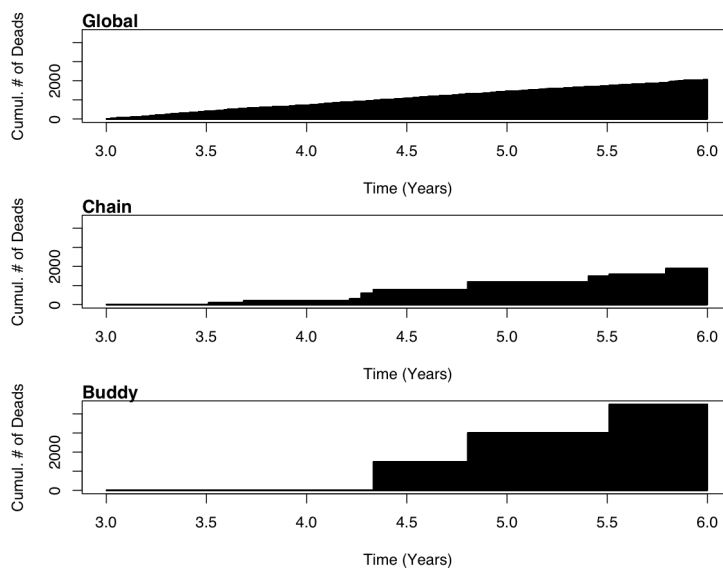 Global
Cumul. # of Deads
2000
0
3.0 3.5 4.0 4.5 5.0 5.5 6.0
Time (Years)
Chain
Cumul. # of Deads
2000
0
3.0 3.5 4.0 4.5 5.0 5.5 6.0
Time (Years)
Buddy
Cumul. # of Deads
2000
0
3.0 3.5 4.0 4.5 5.0 5.5 6.0
Time (Years)